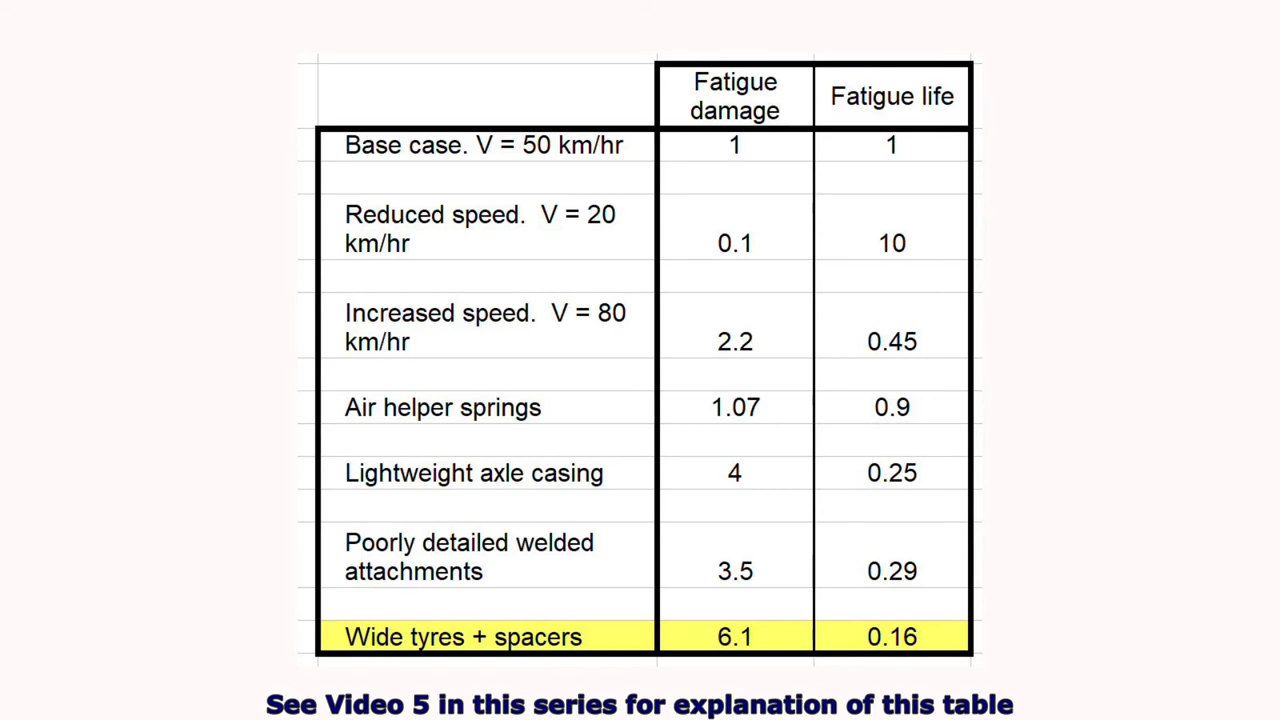 Fatigue
damage
Fatigue life
Base case. V = 50 km/hr 1 1
Reduced speed.  V = 20
km/hr 0.1 10
Increased speed.  V = 80
km/hr 2.2 0.45
Air helper springs 1.07 0.9
Lightweight axle casing 4 0.25
Poorly detailed welded
attachments 3.5 0.29
Wide tyres + spacers 6.1 0.16
See Video 5 in this series for explanation of this table